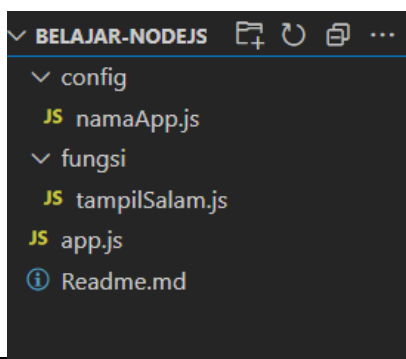 BELAJAR-NODEJS ...
config
JS namaApp.js
fungsi
JS tampilSalam.js
JS app.js
Readme.md